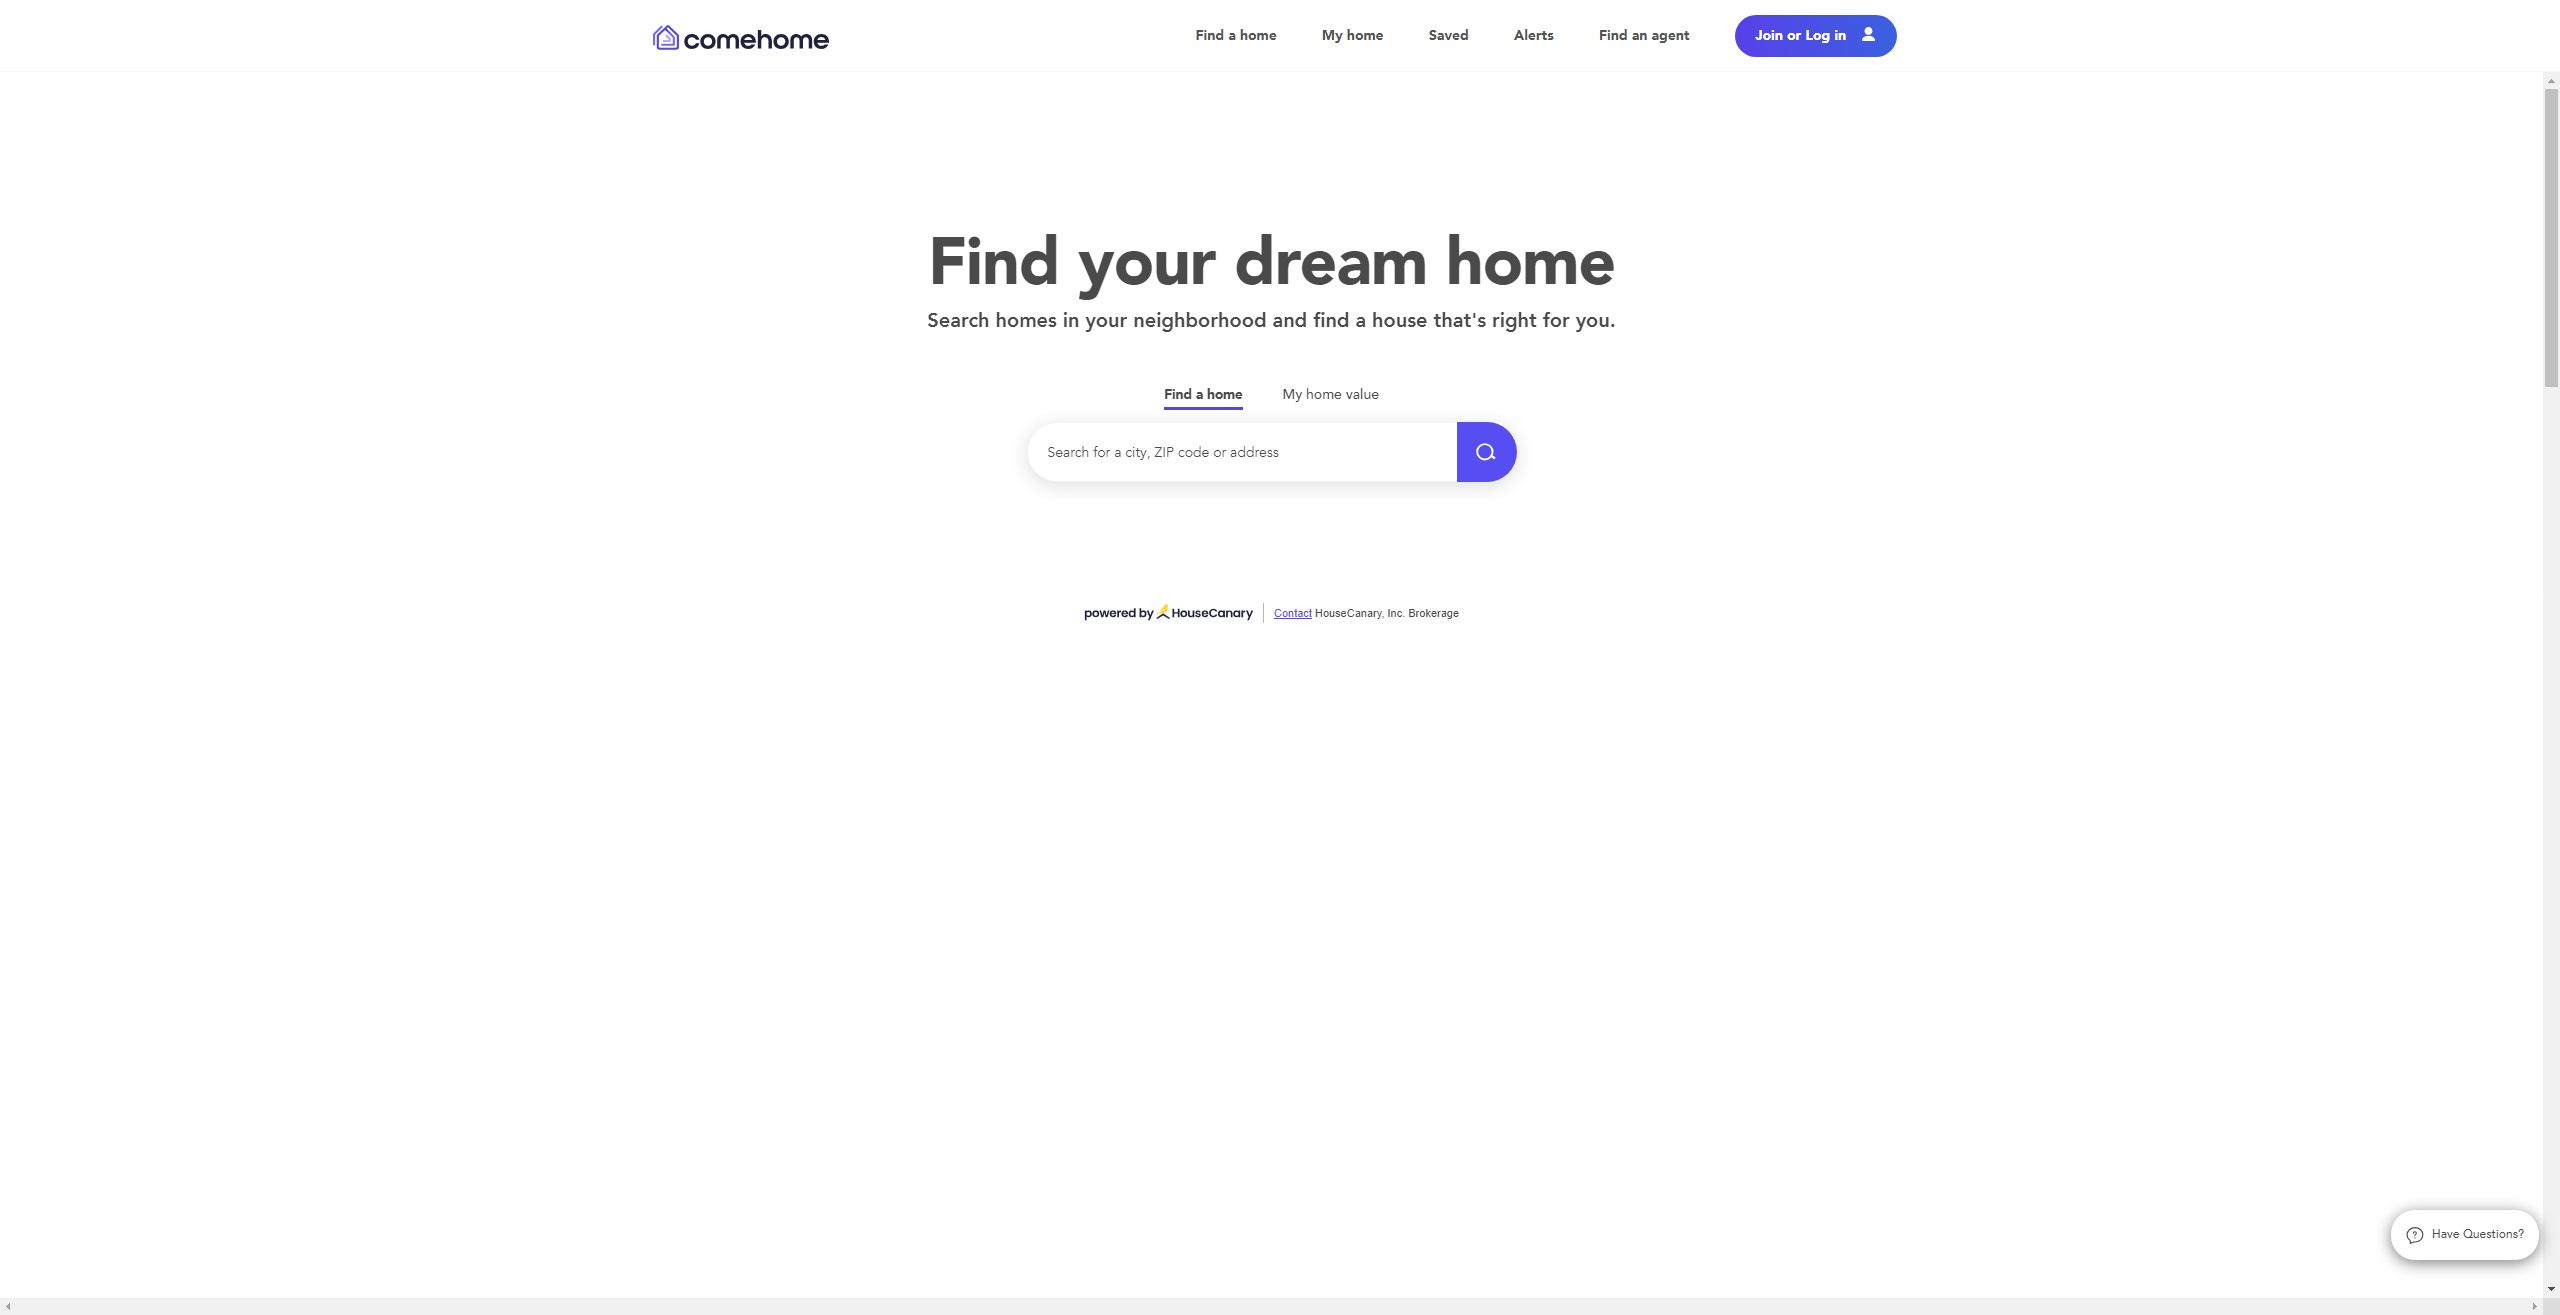 comehome
Find a home
My home
Saved
Alerts
Find an agent
Join or Log in
Find your dream home
Search homes in your neighborhood and find a house that's right for you.
Find a home
My home value
Search for a city, ZIP code or address
powered by HouseCanary
Contact HouseCanary, Inc. Brokerage
Have Questions?